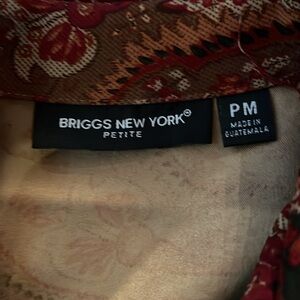 BRIGGS NEW YORK®
PETITE
PM
MADE IN
GUATEMALA